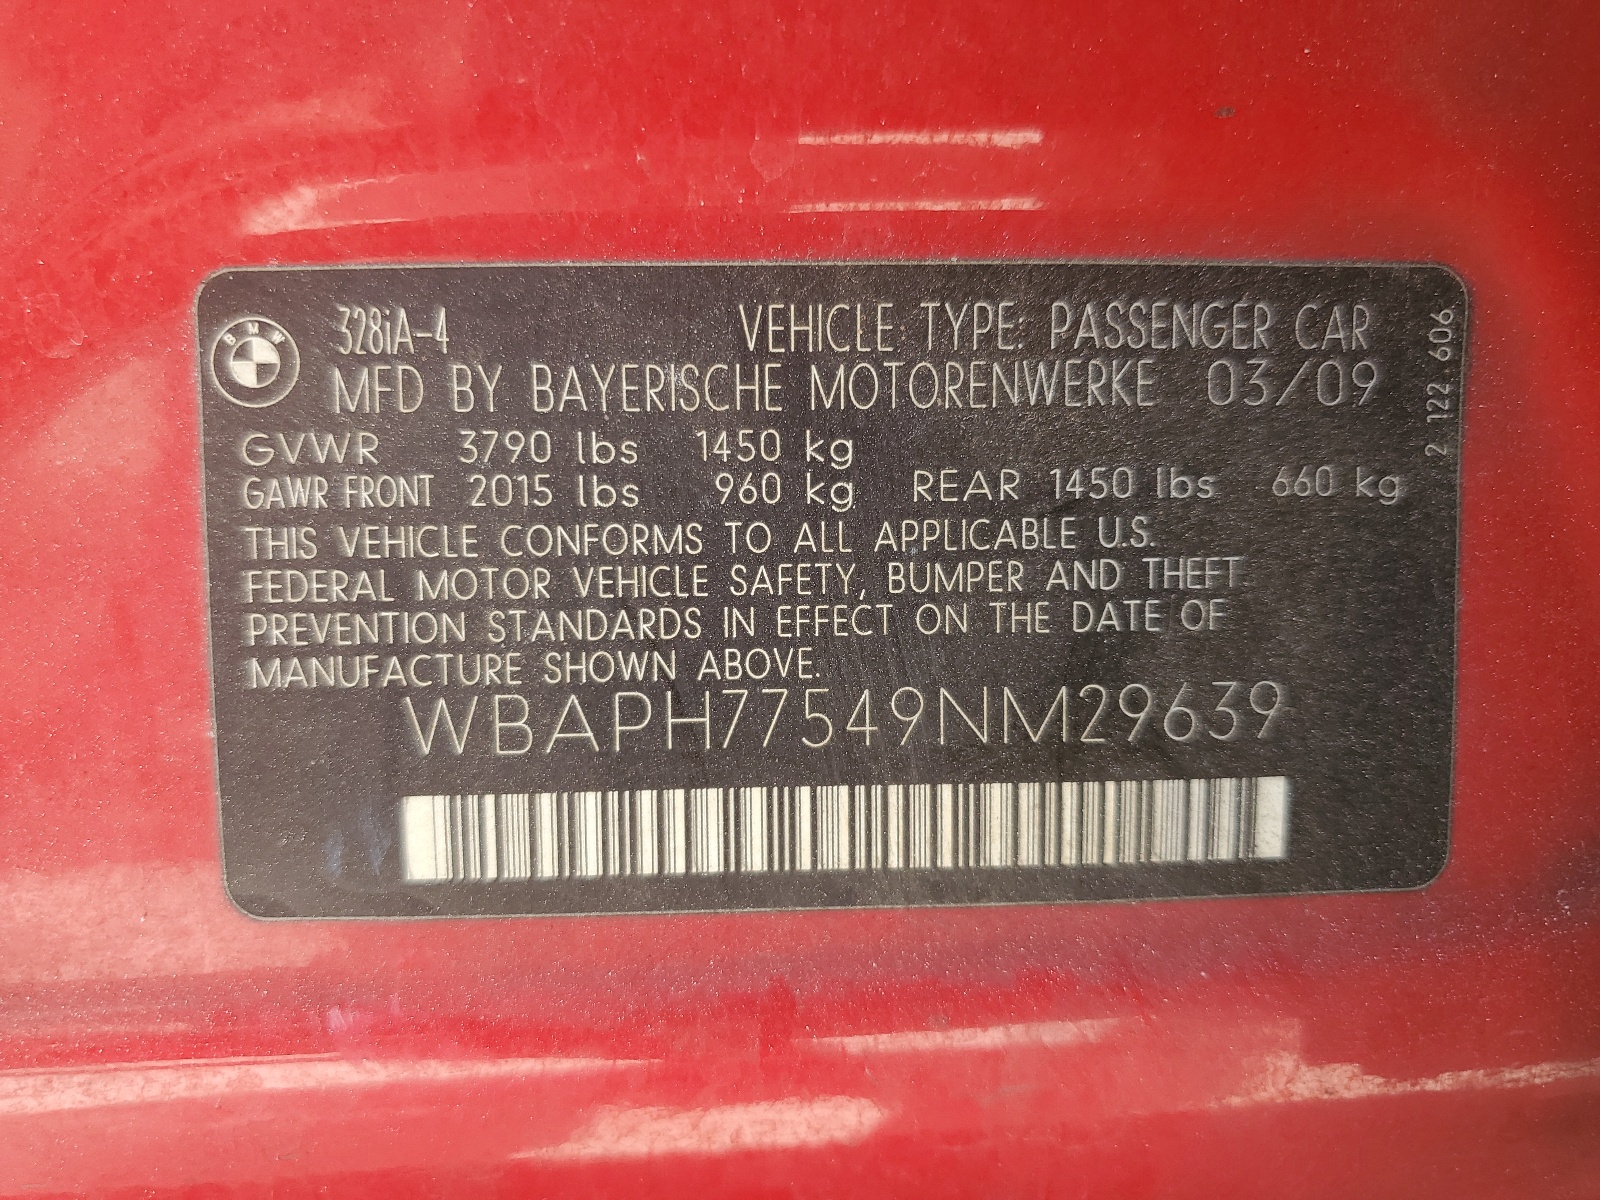 BMW
328iA-4 VEHICLE TYPE: PASSENGER CAR
MFD BY BAYERISCHE MOTORENWERKE 03/09
GVWR 3790 lbs 1450 kg
GAWR FRONT 2015 lbs 960 kg REAR 1450 lbs 660 kg
THIS VEHICLE CONFORMS TO ALL APPLICABLE U.S.
FEDERAL MOTOR VEHICLE SAFETY, BUMPER AND THEFT
PREVENTION STANDARDS IN EFFECT ON THE DATE OF
MANUFACTURE SHOWN ABOVE.
WBAPH77549NM29639
2 122 606